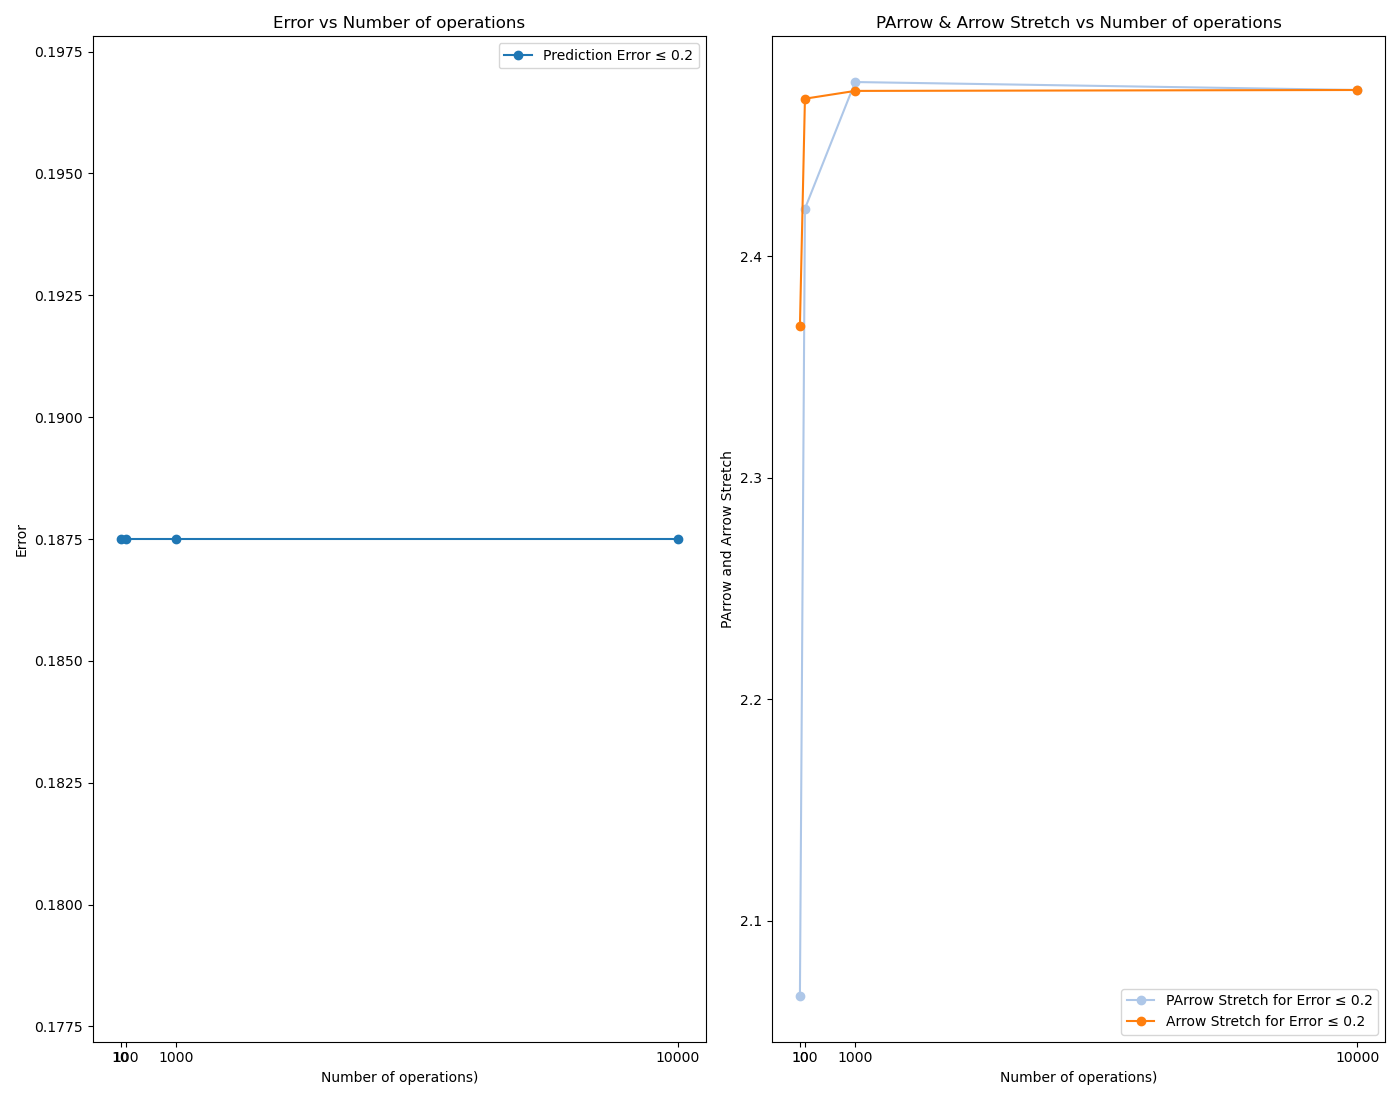 Error vs Number of operations
0.1975
0.1950
0.1925
0.1900
0.1875
0.1850
0.1825
0.1800
0.1775
Error
Prediction Error ≤ 0.2
10 100 1000 10000
Number of operations)
PArrow & Arrow Stretch vs Number of operations
2.4
2.3
2.2
2.1
PArrow and Arrow Stretch
PArrow Stretch for Error ≤ 0.2
Arrow Stretch for Error ≤ 0.2
10 100 1000 10000
Number of operations)